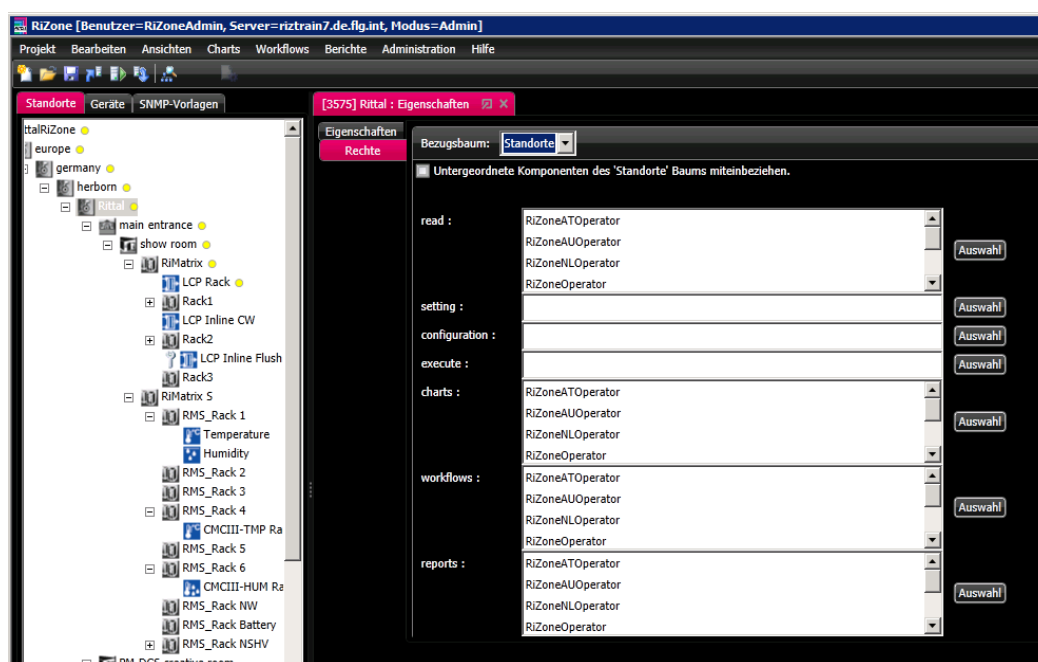 RiZone [Benutzer=RiZoneAdmin, Server=riztrain7.de.flg.int, Modus=Admin]
Projekt Bearbeiten Ansichten Charts Workflows Berichte Administration Hilfe
Standorte Geräte SNMP-Vorlagen
ttalRiZone
europe
germany
herborn
Rittal
main entrance
show room
RiMatrix
LCP Rack
Rack1
LCP Inline CW
Rack2
LCP Inline Flush
Rack3
RiMatrix S
RMS_Rack 1
Temperature
Humidity
RMS_Rack 2
RMS_Rack 3
RMS_Rack 4
CMCIII-TMP Ra
RMS_Rack 5
RMS_Rack 6
CMCIII-HUM Ra
RMS_Rack NW
RMS_Rack Battery
RMS_Rack NSHV
[3575] Rittal : Eigenschaften
Eigenschaften
Rechte
Bezugsbaum: Standorte
Untergeordnete Komponenten des 'Standorte' Baums miteinbeziehen.
read :
RiZoneATOperator
RiZoneAUOperator
RiZoneNLOperator
RiZoneOperator
Auswahl
setting :
Auswahl
configuration :
Auswahl
execute :
Auswahl
charts :
RiZoneATOperator
RiZoneAUOperator
RiZoneNLOperator
RiZoneOperator
Auswahl
workflows :
RiZoneATOperator
RiZoneAUOperator
RiZoneNLOperator
RiZoneOperator
Auswahl
reports :
RiZoneATOperator
RiZoneAUOperator
RiZoneNLOperator
RiZoneOperator
Auswahl